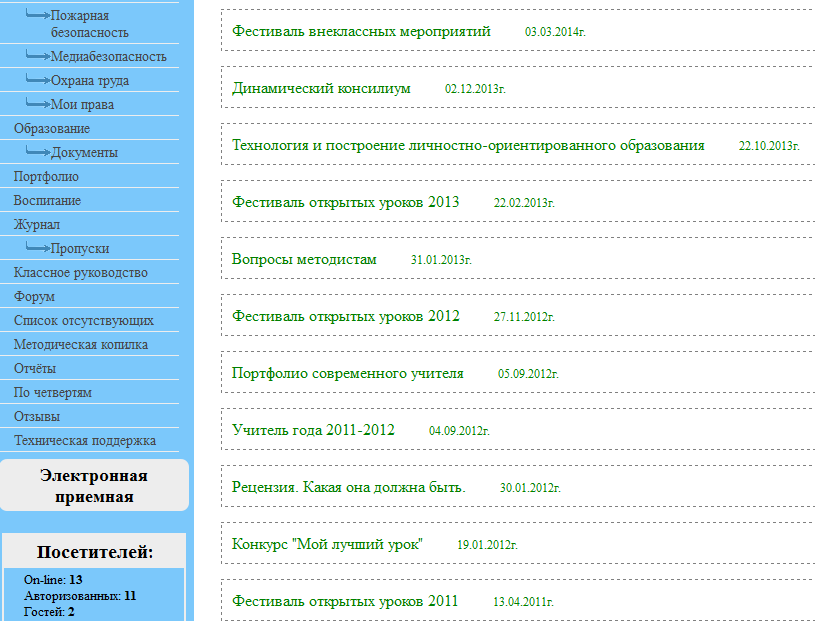 Пожарная
безопасность
Медиабезопасность
Охрана труда
Мои права
Образование
Документы
Портфолио
Воспитание
Журнал
Пропуски
Классное руководство
Форум
Список отсутствующих
Методическая копилка
Отчёты
По четвертям
Отзывы
Техническая поддержка
Электронная
приемная
Посетителей:
On-line: 13
Авторизованных: 11
Гостей: 2
Фестиваль внеклассных мероприятий 03.03.2014г.
Динамический консилиум 02.12.2013г.
Технология и построение личностно-ориентированного образования 22.10.2013г.
Фестиваль открытых уроков 2013 22.02.2013г.
Вопросы методистам 31.01.2013г.
Фестиваль открытых уроков 2012 27.11.2012г.
Портфолио современного учителя 05.09.2012г.
Учитель года 2011-2012 04.09.2012г.
Рецензия. Какая она должна быть. 30.01.2012г.
Конкурс "Мой лучший урок" 19.01.2012г.
Фестиваль открытых уроков 2011 13.04.2011г.